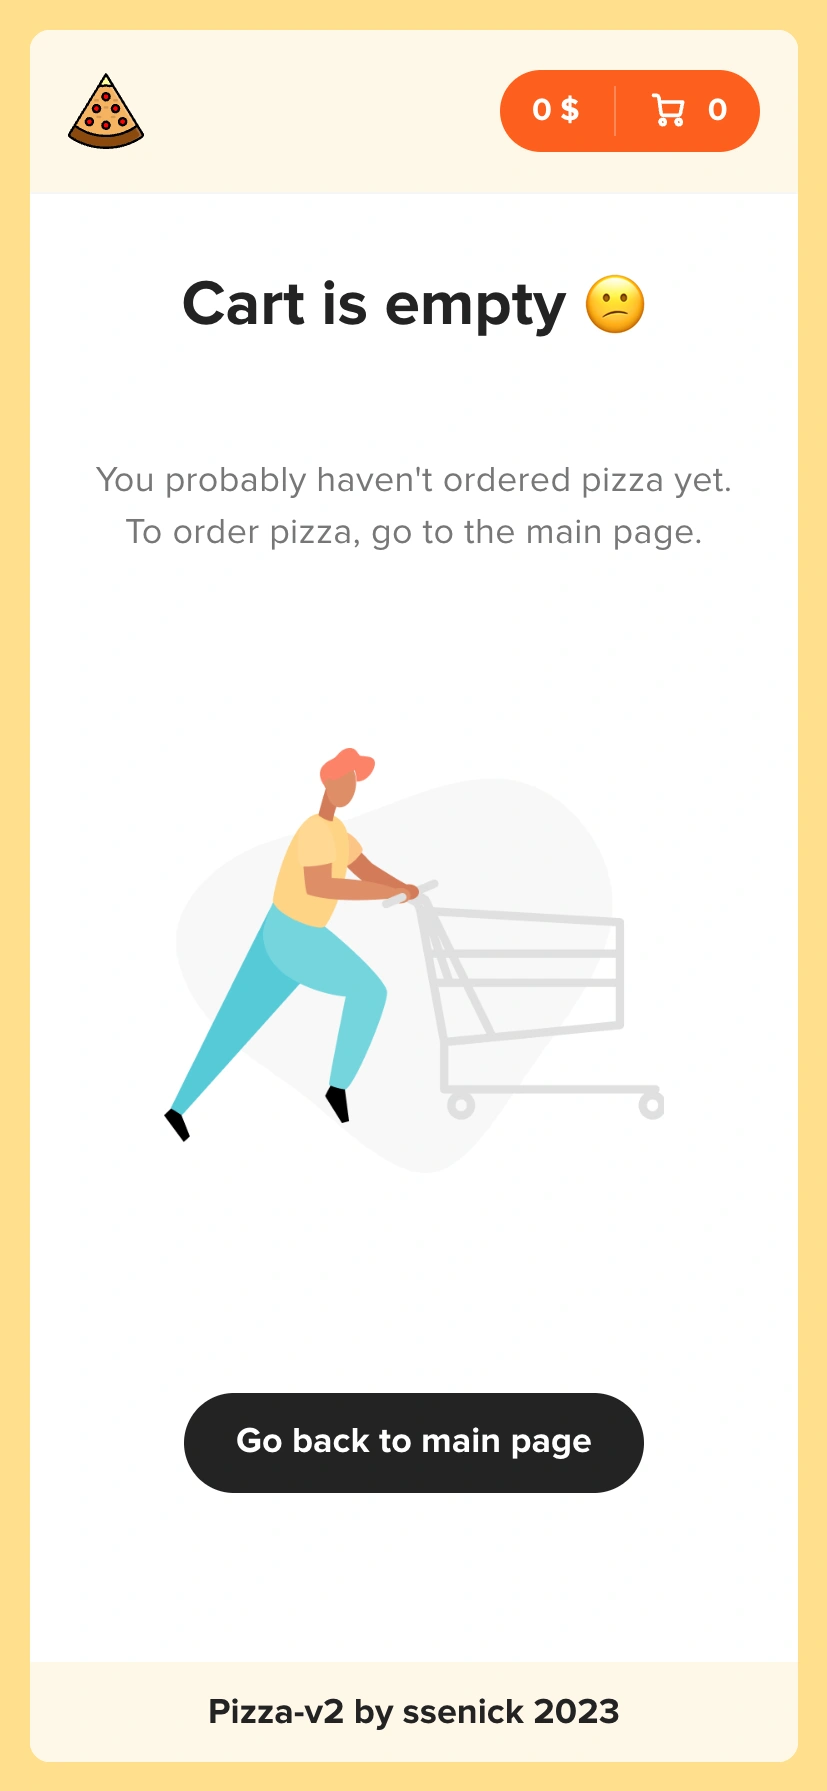 0 $ 0
Cart is empty 😕
You probably haven't ordered pizza yet.
To order pizza, go to the main page.
Go back to main page
Pizza-v2 by ssenick 2023